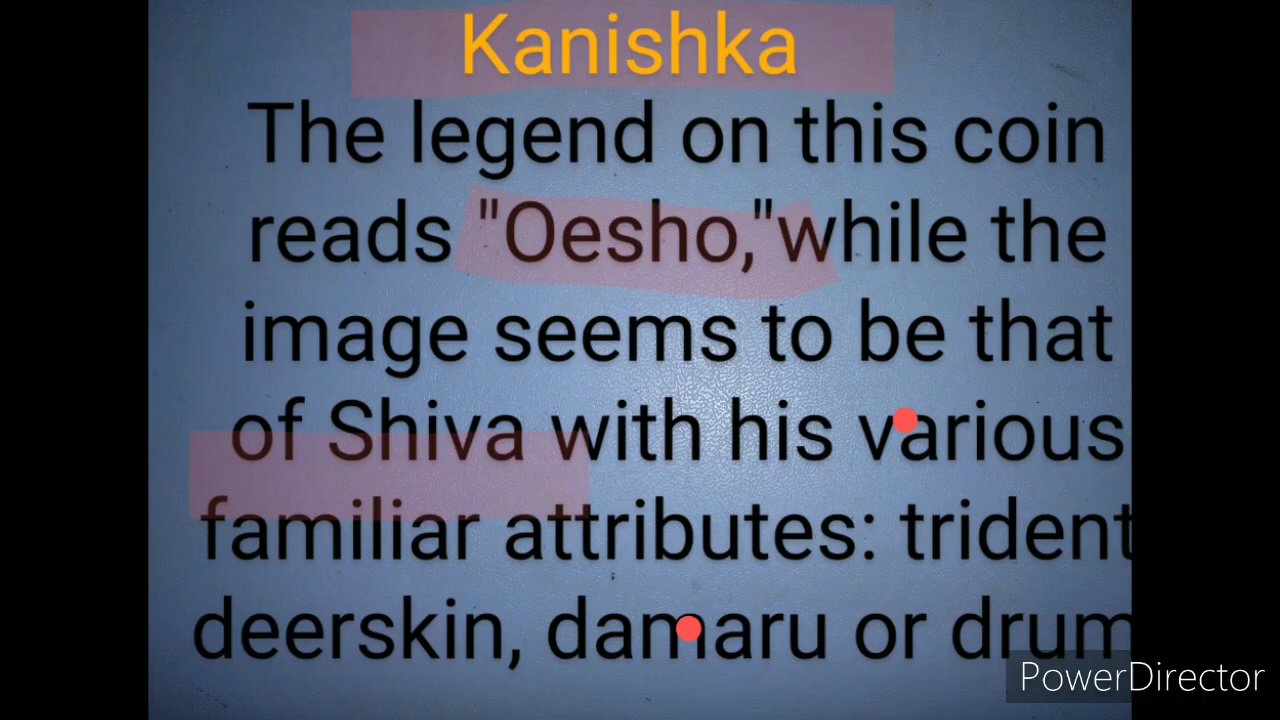 Kanishka
The legend on this coin
reads "Oesho,"while the
image seems to be that
of Shiva with his various
familiar attributes: trident
deerskin, damaru or drum
PowerDirector